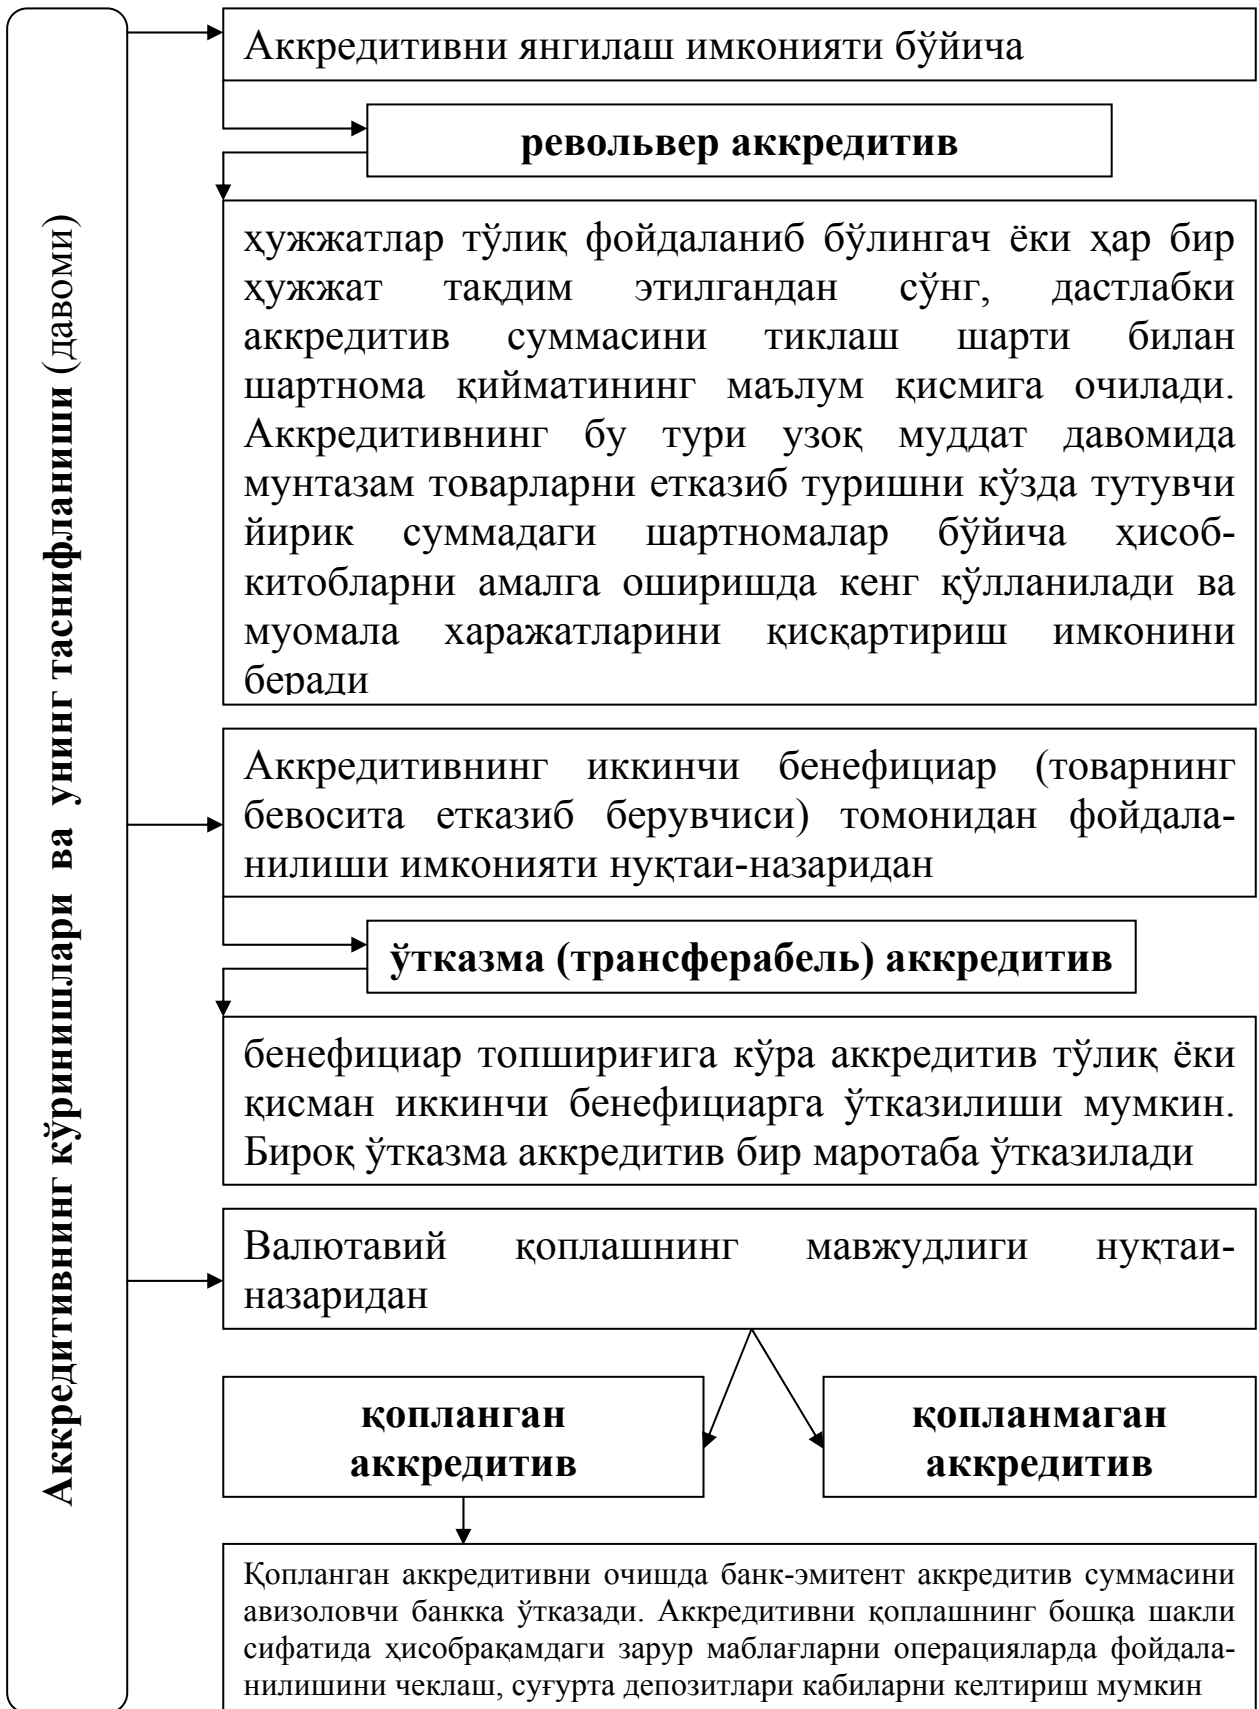 Аккредитивнинг кўринишлари ва унинг таснифланиши (давоми)
Аккредитивни янгилаш имконияти бўйича
револьвер аккредитив
ҳужжатлар тўлиқ фойдаланиб бўлингач ёки ҳар бир
ҳужжат тақдим этилгандан сўнг, дастлабки
аккредитив суммасини тиклаш шарти билан
шартнома қийматининг маълум қисмига очилади.
Аккредитивнинг бу тури узоқ муддат давомида
мунтазам товарларни етказиб туришни кўзда тутувчи
йирик суммадаги шартномалар бўйича ҳисоб-
китобларни амалга оширишда кенг қўлланилади ва
муомала харажатларини қисқартириш имконини
беради
Аккредитивнинг иккинчи бенефициар (товарнинг
бевосита етказиб берувчиси) томонидан фойдала-
нилиши имконияти нуқтаи-назаридан
ўтказма (трансферабель) аккредитив
бенефициар топшириғига кўра аккредитив тўлиқ ёки
қисман иккинчи бенефициарга ўтказилиши мумкин.
Бироқ ўтказма аккредитив бир маротаба ўтказилади
Валютавий қоплашнинг мавжудлиги нуқтаи-
назаридан
қопланган
аккредитив
қопланмаган
аккредитив
Қопланган аккредитивни очишда банк-эмитент аккредитив суммасини
авизоловчи банкка ўтказади. Аккредитивни қоплашнинг бошқа шакли
сифатида ҳисобрақамдаги зарур маблағларни операцияларда фойдала-
нилишини чеклаш, суғурта депозитлари кабиларни келтириш мумкин